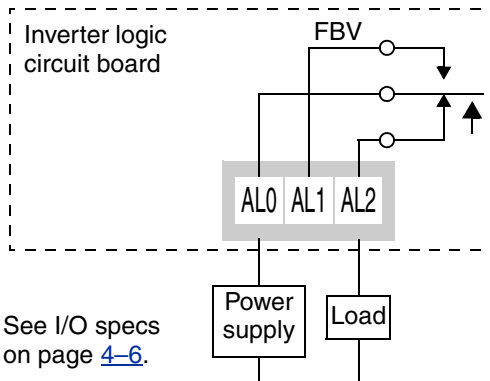 Inverter logic
circuit board
FBV
AL0 AL1 AL2
Power
supply
Load
See I/O specs
on page 4–6.